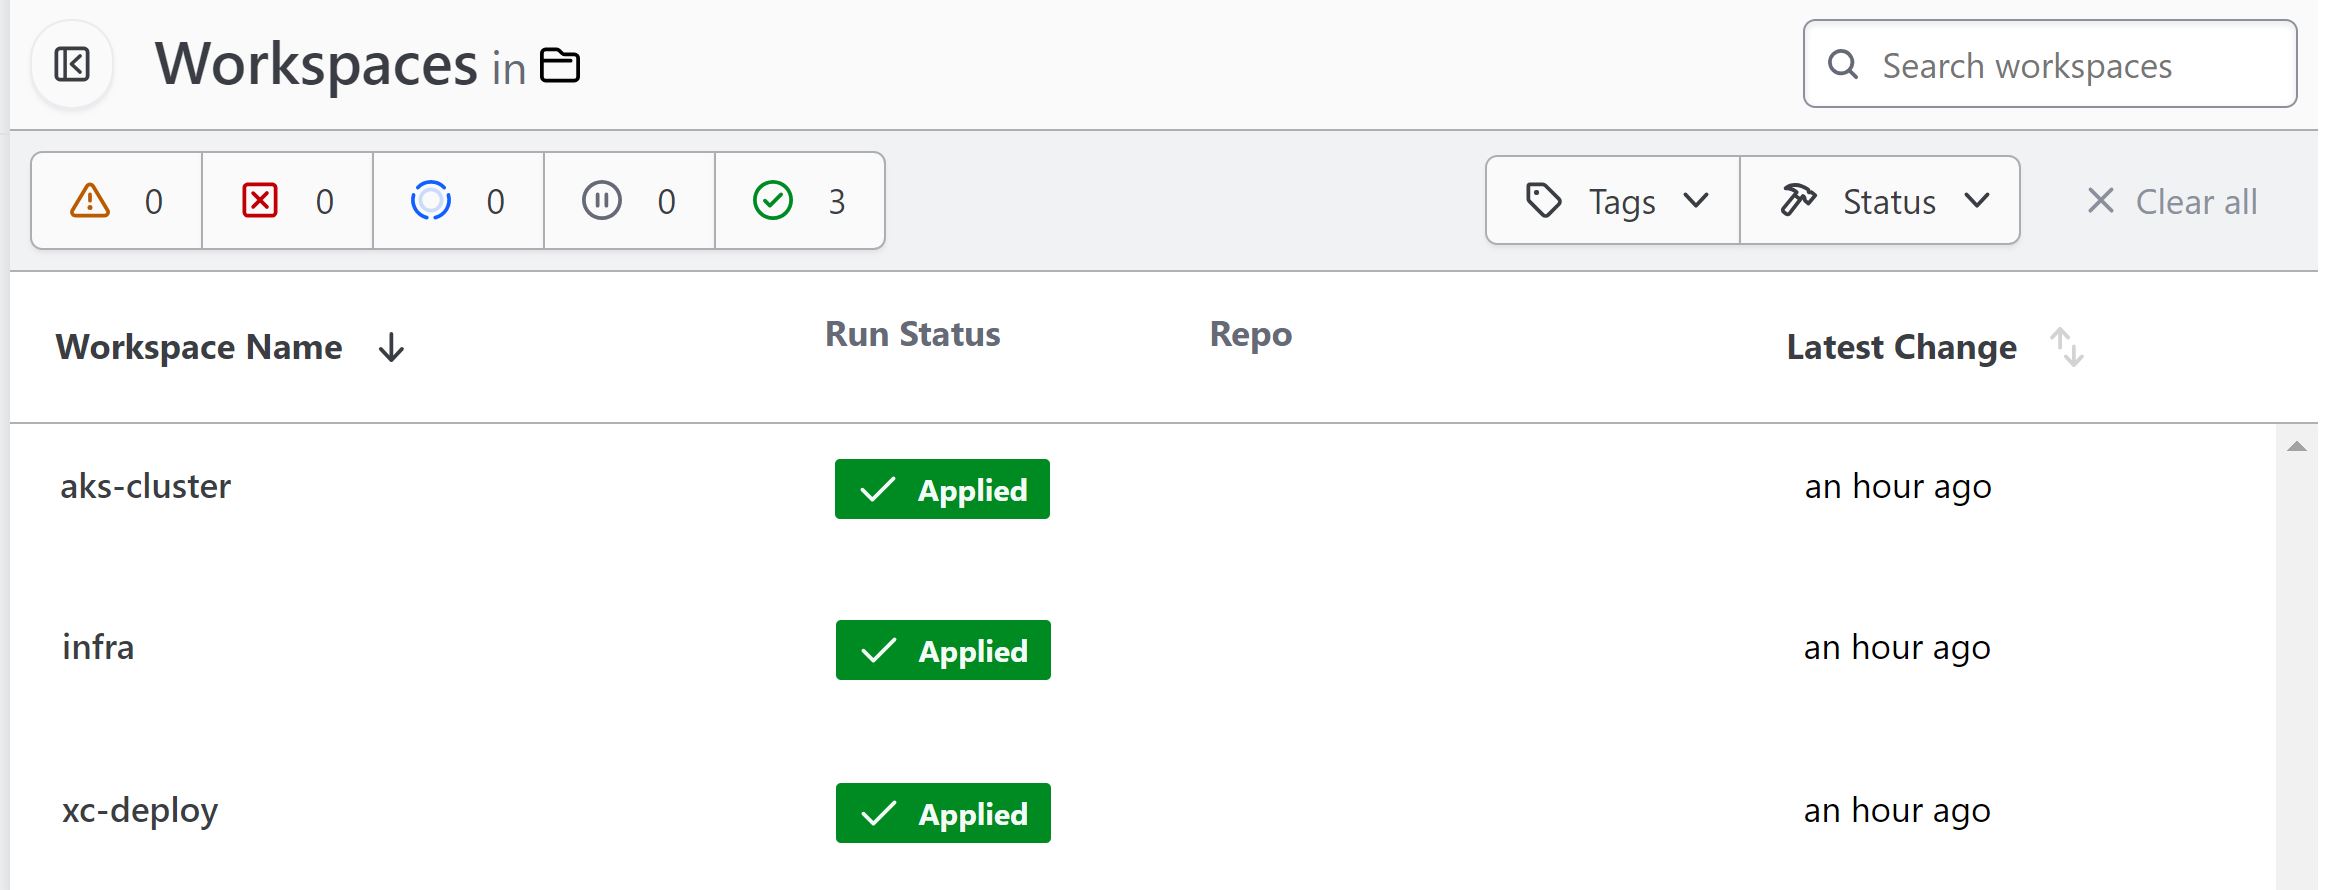 Workspaces in
Search workspaces
0 0 0 0 3
Tags Status Clear all
Workspace Name Run Status Repo Latest Change
aks-cluster Applied an hour ago
infra Applied an hour ago
xc-deploy Applied an hour ago